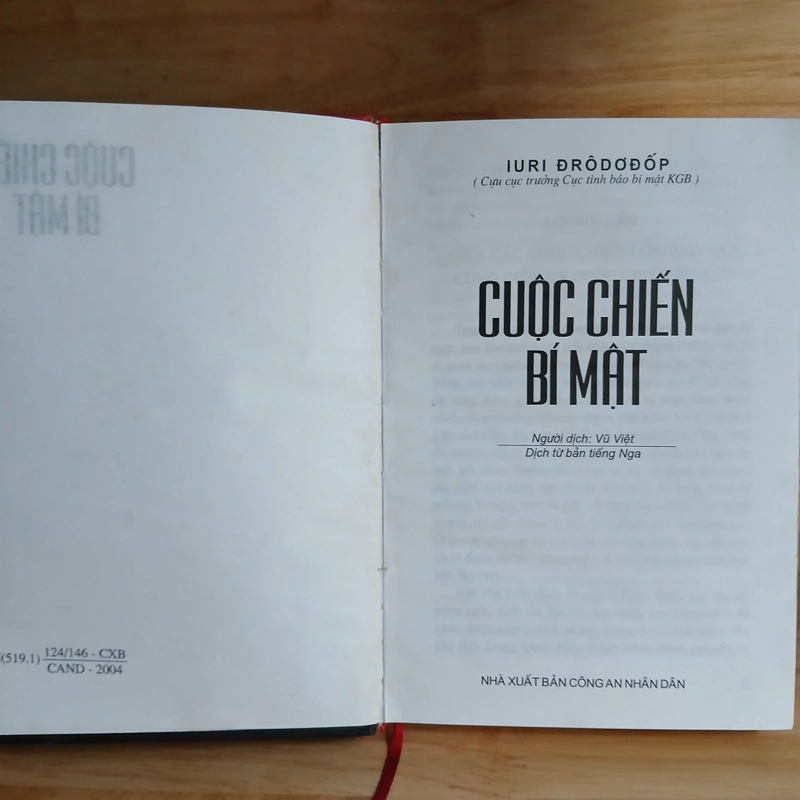 (519.1) 124/146 - CXB
CAND - 2004
IURI ĐRÔDƠĐỐP
( Cựu cục trưởng Cục tình báo bí mật KGB )
CUỘC CHIẾN
BÍ MẬT
Người dịch: Vũ Việt
Dịch từ bản tiếng Nga
NHÀ XUẤT BẢN CÔNG AN NHÂN DÂN